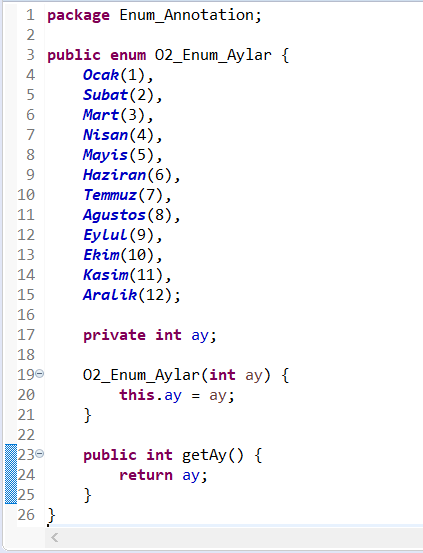 1 package Enum_Annotation;
2
3 public enum O2_Enum_Aylar {
4     Ocak(1),
5     Subat(2),
6     Mart(3),
7     Nisan(4),
8     Mayis(5),
9     Haziran(6),
10     Temmuz(7),
11     Agustos(8),
12     Eylul(9),
13     Ekim(10),
14     Kasim(11),
15     Aralik(12);
16
17     private int ay;
18
19     O2_Enum_Aylar(int ay) {
20         this.ay = ay;
21     }
22
23     public int getAy() {
24         return ay;
25     }
26 }